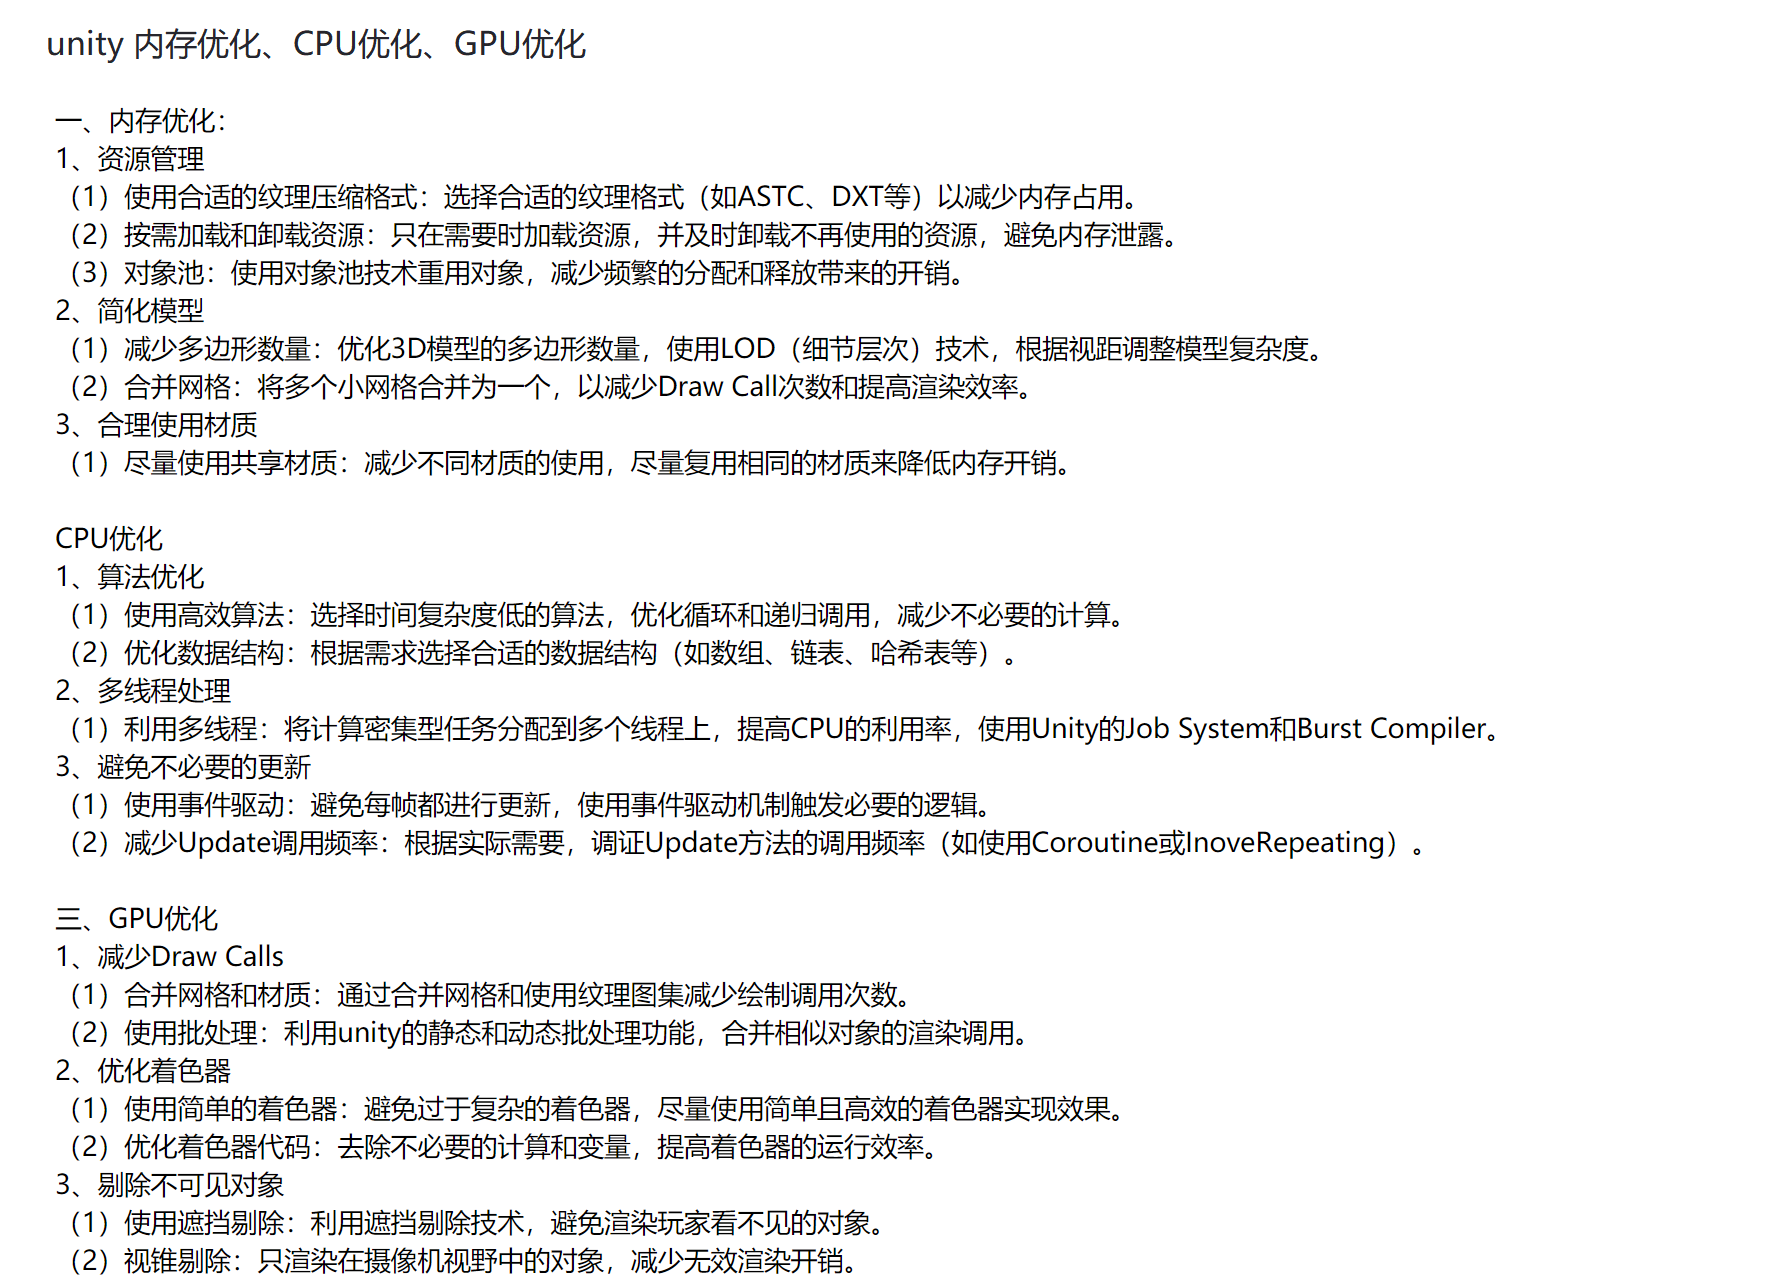 unity 内存优化、CPU优化、GPU优化
一、内存优化：
1、资源管理
（1）使用合适的纹理压缩格式：选择合适的纹理格式（如ASTC、DXT等）以减少内存占用。
（2）按需加载和卸载资源：只在需要时加载资源，并及时卸载不再使用的资源，避免内存泄露。
（3）对象池：使用对象池技术重用对象，减少频繁的分配和释放带来的开销。
2、简化模型
（1）减少多边形数量：优化3D模型的多边形数量，使用LOD（细节层次）技术，根据视距调整模型复杂度。
（2）合并网格：将多个小网格合并为一个，以减少Draw Call次数和提高渲染效率。
3、合理使用材质
（1）尽量使用共享材质：减少不同材质的使用，尽量复用相同的材质来降低内存开销。
CPU优化
1、算法优化
（1）使用高效算法：选择时间复杂度低的算法，优化循环和递归调用，减少不必要的计算。
（2）优化数据结构：根据需求选择合适的数据结构（如数组、链表、哈希表等）。
2、多线程处理
（1）利用多线程：将计算密集型任务分配到多个线程上，提高CPU的利用率，使用Unity的Job System和Burst Compiler。
3、避免不必要的更新
（1）使用事件驱动：避免每帧都进行更新，使用事件驱动机制触发必要的逻辑。
（2）减少Update调用频率：根据实际需要，调证Update方法的调用频率（如使用Coroutine或InoveRepeating）。
三、GPU优化
1、减少Draw Calls
（1）合并网格和材质：通过合并网格和使用纹理图集减少绘制调用次数。
（2）使用批处理：利用unity的静态和动态批处理功能，合并相似对象的渲染调用。
2、优化着色器
（1）使用简单的着色器：避免过于复杂的着色器，尽量使用简单且高效的着色器实现效果。
（2）优化着色器代码：去除不必要的计算和变量，提高着色器的运行效率。
3、剔除不可见对象
（1）使用遮挡剔除：利用遮挡剔除技术，避免渲染玩家看不见的对象。
（2）视锥剔除：只渲染在摄像机视野中的对象，减少无效渲染开销。